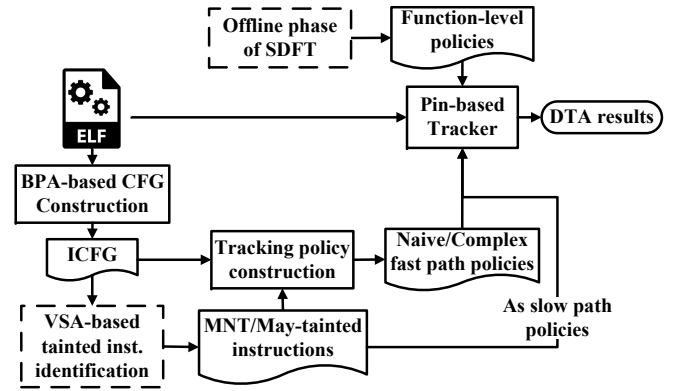 Offline phase
of SDFT
Function-level
policies
ELF
Pin-based
Tracker
DTA results
BPA-based CFG
Construction
ICFG
Tracking policy
construction
Naive/Complex
fast path policies
As slow path
policies
VSA-based
tainted inst.
identification
MNT/May-tainted
instructions